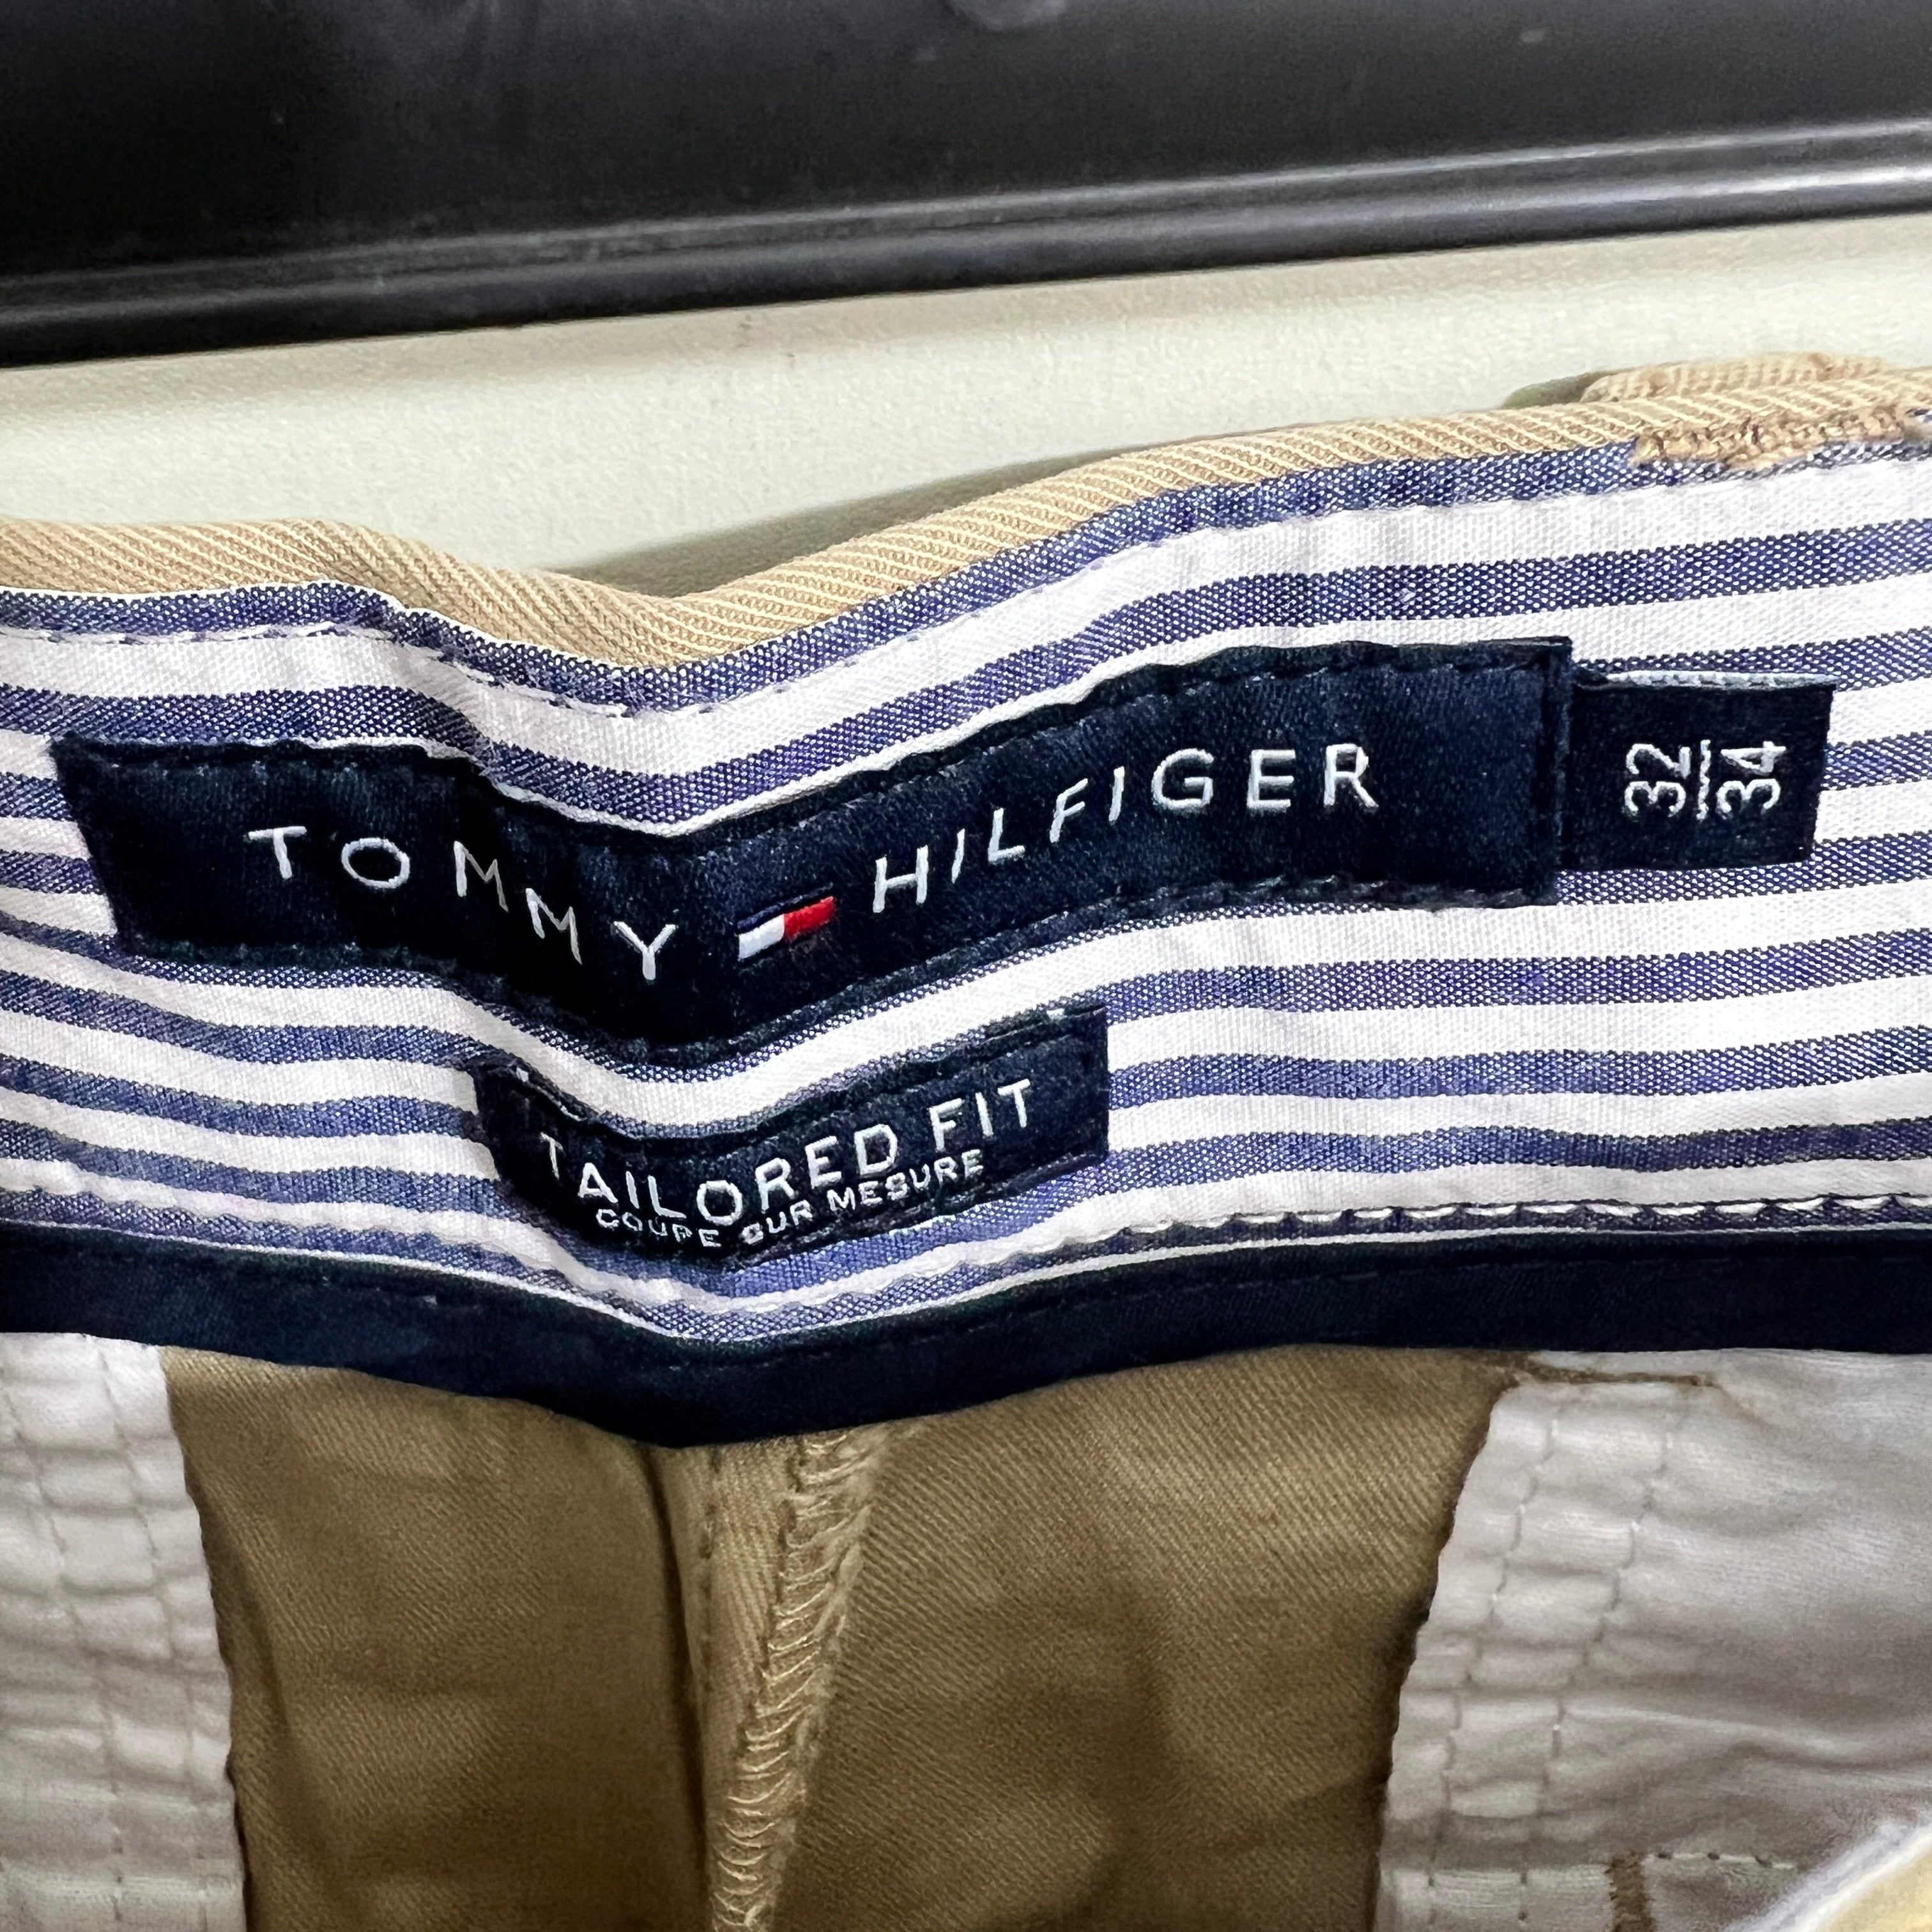 TOMMY HILFIGER
32
34
TAILORED FIT
COUPE SUR MESURE